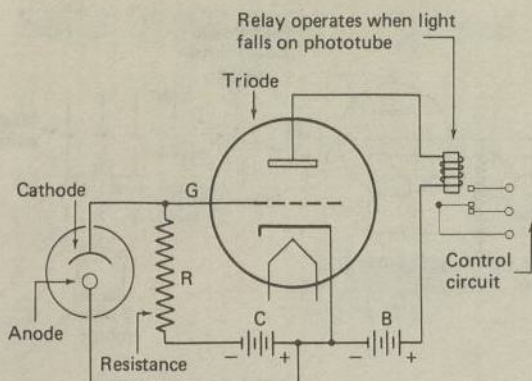 Relay operates when light
falls on phototube
Triode
Cathode
G
R
Anode
Resistance
C
B
− +
− +
Control
circuit